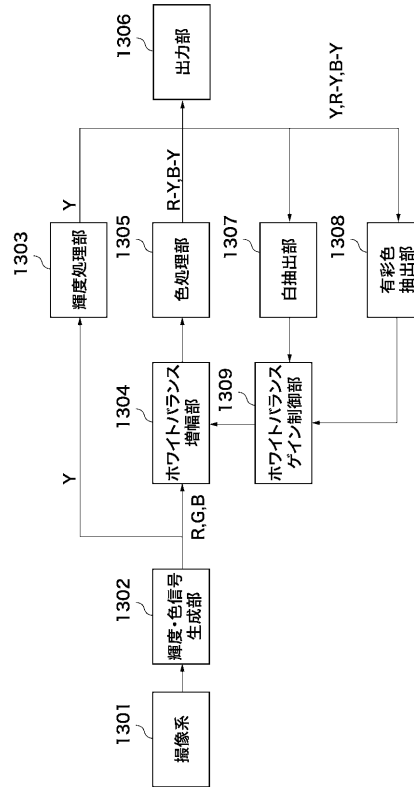 1301
撮像系
1302
輝度・色信号
生成部
Y
R,G,B
1303
輝度処理部
Y
1304
ホワイトバランス
増幅部
1305
色処理部
R-Y,B-Y
1306
出力部
1309
ホワイトバランス
ゲイン制御部
1307
白抽出部
1308
有彩色
抽出部
Y,R-Y,B-Y